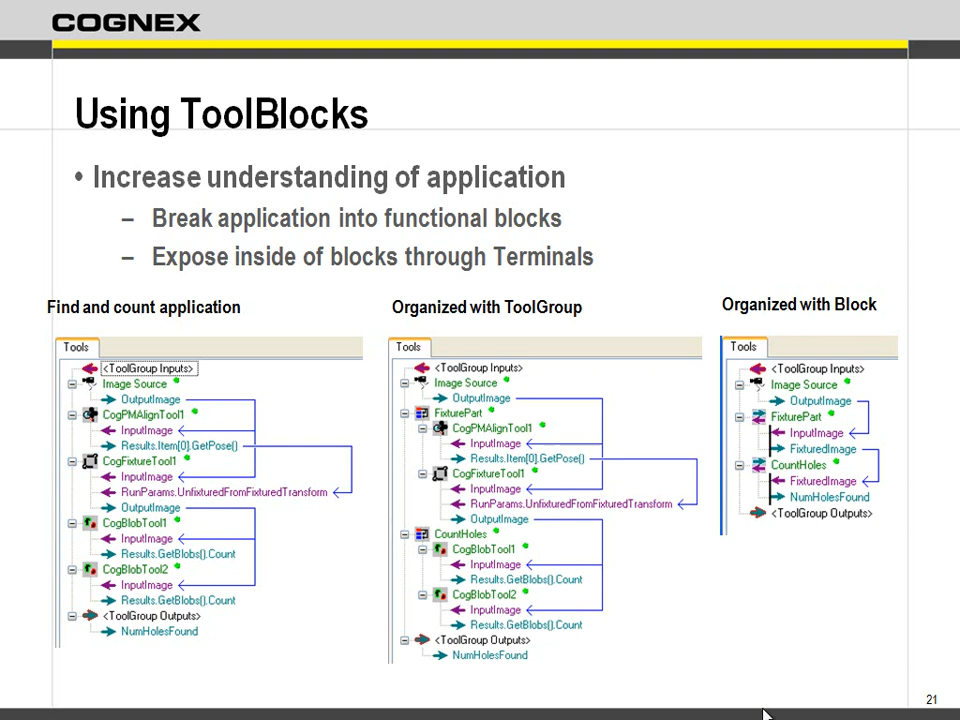 COGNEX
Using ToolBlocks
• Increase understanding of application
– Break application into functional blocks
– Expose inside of blocks through Terminals
Find and count application
Tools
<ToolGroup Inputs>
Image Source
OutputImage
CogPMAlignTool1
InputImage
Results.Item[0].GetPose()
CogFixtureTool1
InputImage
RunParams.UnfixturedFromFixturedTransform
OutputImage
CogBlobTool1
InputImage
Results.GetBlobs().Count
CogBlobTool2
InputImage
Results.GetBlobs().Count
<ToolGroup Outputs>
NumHolesFound
Organized with ToolGroup
Tools
<ToolGroup Inputs>
Image Source
OutputImage
FixturePart
CogPMAlignTool1
InputImage
Results.Item[0].GetPose()
CogFixtureTool1
InputImage
RunParams.UnfixturedFromFixturedTransform
OutputImage
CountHoles
CogBlobTool1
InputImage
Results.GetBlobs().Count
CogBlobTool2
InputImage
Results.GetBlobs().Count
<ToolGroup Outputs>
NumHolesFound
Organized with Block
Tools
<ToolGroup Inputs>
Image Source
OutputImage
FixturePart
InputImage
FixturedImage
CountHoles
FixturedImage
NumHolesFound
<ToolGroup Outputs>
21